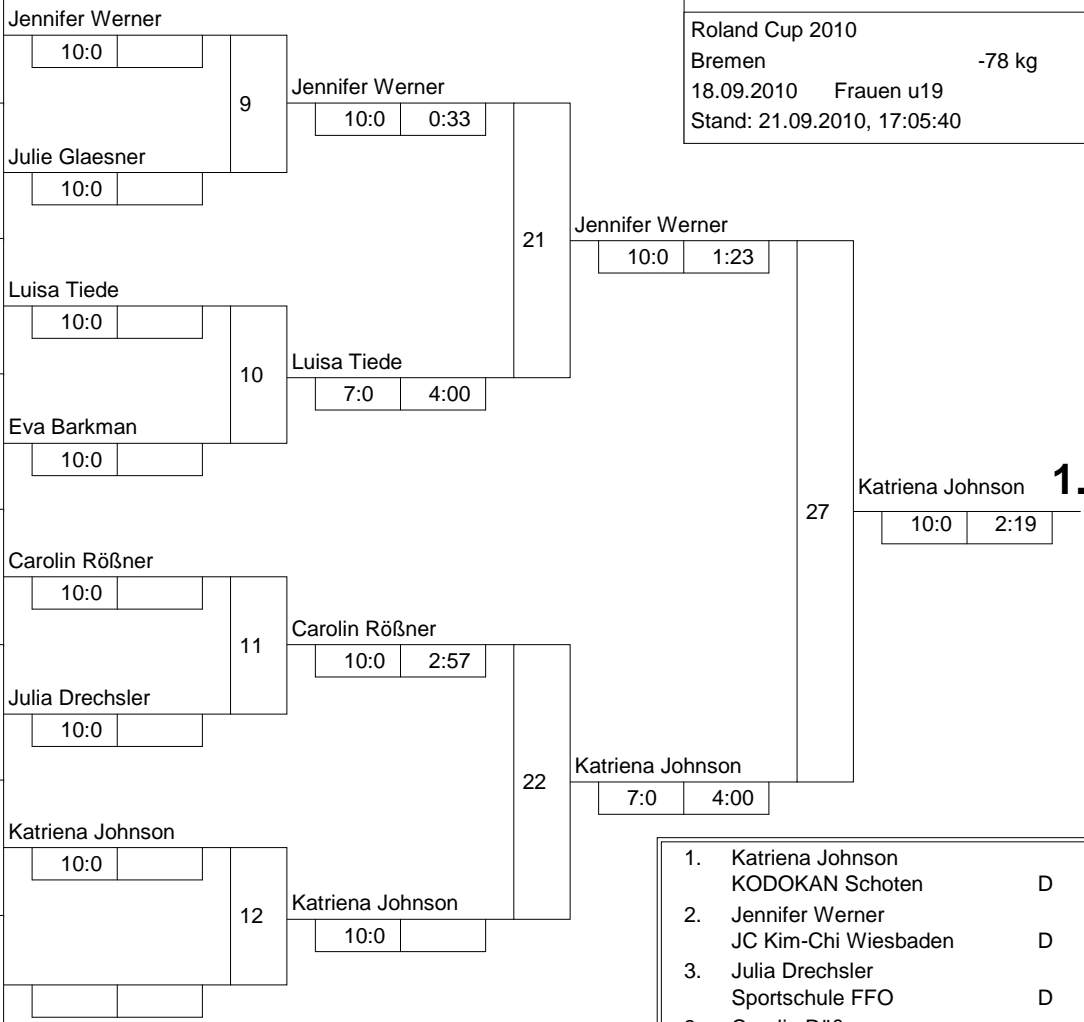 Jennifer Werner
10:0
9
Julie Glaesner
10:0
Luisa Tiede
10:0
10
Eva Barkman
10:0
Carolin Rößner
10:0
11
Julia Drechsler
10:0
Katriena Johnson
10:0
12
Jennifer Werner
10:0 0:33
21
Luisa Tiede
7:0 4:00
Carolin Rößner
10:0 2:57
22
Katriena Johnson
10:0
Jennifer Werner
10:0 1:23
27
Katriena Johnson
7:0 4:00
Katriena Johnson 1.
10:0 2:19
Roland Cup 2010
Bremen -78 kg
18.09.2010 Frauen u19
Stand: 21.09.2010, 17:05:40
1. Katriena Johnson
KODOKAN Schoten D
2. Jennifer Werner
JC Kim-Chi Wiesbaden D
3. Julia Drechsler
Sportschule FFO D